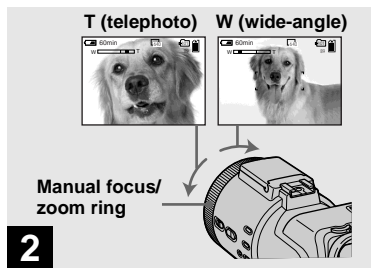 T (telephoto) W (wide-angle)
60min 60min
W T W T
Manual focus/
zoom ring
2